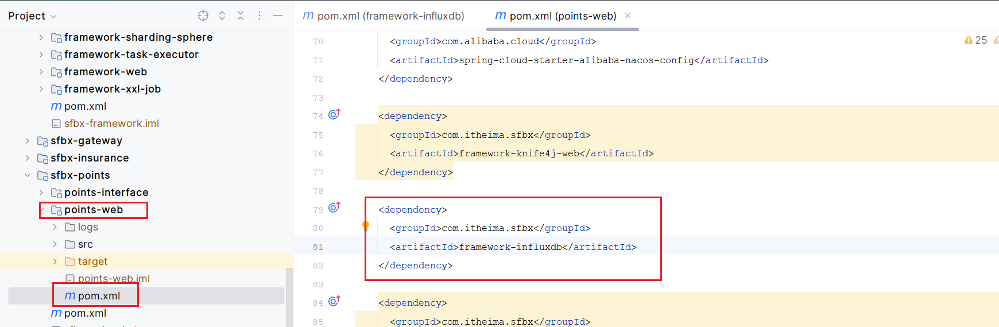 Project
framework-sharding-sphere
framework-task-executor
framework-web
framework-xxl-job
m pom.xml
sfbx-framework.iml
sfbx-gateway
sfbx-insurance
sfbx-points
points-interface
points-web
logs
src
target
points-web.iml
m pom.xml
m pom.xml
m pom.xml (framework-influxdb)
m pom.xml (points-web)
25
70 <groupId>com.alibaba.cloud</groupId>
71 <artifactId>spring-cloud-starter-alibaba-nacos-config</artifactId>
72 </dependency>
73
74 <dependency>
75 <groupId>com.itheima.sfbx</groupId>
76 <artifactId>framework-knife4j-web</artifactId>
77 </dependency>
78
79 <dependency>
80 <groupId>com.itheima.sfbx</groupId>
81 <artifactId>framework-influxdb</artifactId>
82 </dependency>
83
84 <dependency>
85 <groupId>com.itheima.sfbx</groupId>